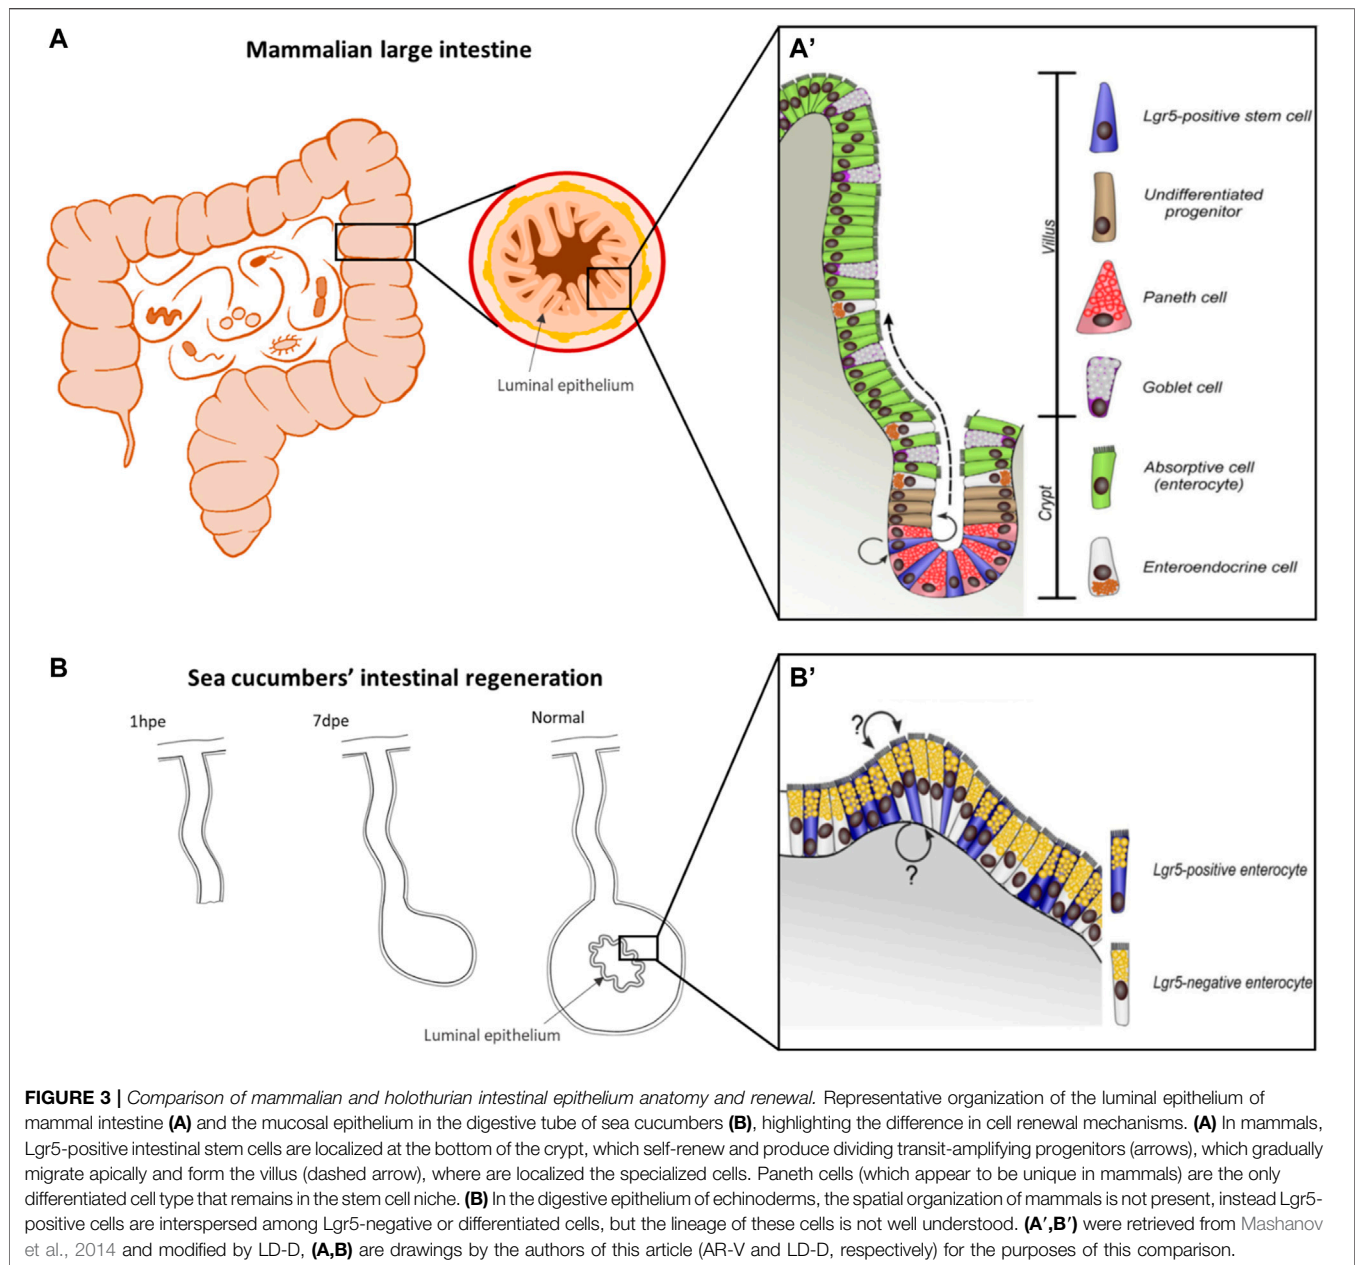 A
Mammalian large intestine
Luminal epithelium
A’
Villus
Crypt
Lgr5-positive stem cell
Undifferentiated
progenitor
Paneth cell
Goblet cell
Absorptive cell
(enterocyte)
Enteroendocrine cell
B
Sea cucumbers’ intestinal regeneration
1hpe
7dpe
Normal
Luminal epithelium
B’
?
?
Lgr5-positive enterocyte
Lgr5-negative enterocyte
FIGURE 3 | Comparison of mammalian and holothurian intestinal epithelium anatomy and renewal. Representative organization of the luminal epithelium of
mammal intestine (A) and the mucosal epithelium in the digestive tube of sea cucumbers (B), highlighting the difference in cell renewal mechanisms. (A) In mammals,
Lgr5-positive intestinal stem cells are localized at the bottom of the crypt, which self-renew and produce dividing transit-amplifying progenitors (arrows), which gradually
migrate apically and form the villus (dashed arrow), where are localized the specialized cells. Paneth cells (which appear to be unique in mammals) are the only
differentiated cell type that remains in the stem cell niche. (B) In the digestive epithelium of echinoderms, the spatial organization of mammals is not present, instead Lgr5-
positive cells are interspersed among Lgr5-negative or differentiated cells, but the lineage of these cells is not well understood. (A′,B′) were retrieved from Mashanov
et al., 2014 and modified by LD-D, (A,B) are drawings by the authors of this article (AR-V and LD-D, respectively) for the purposes of this comparison.